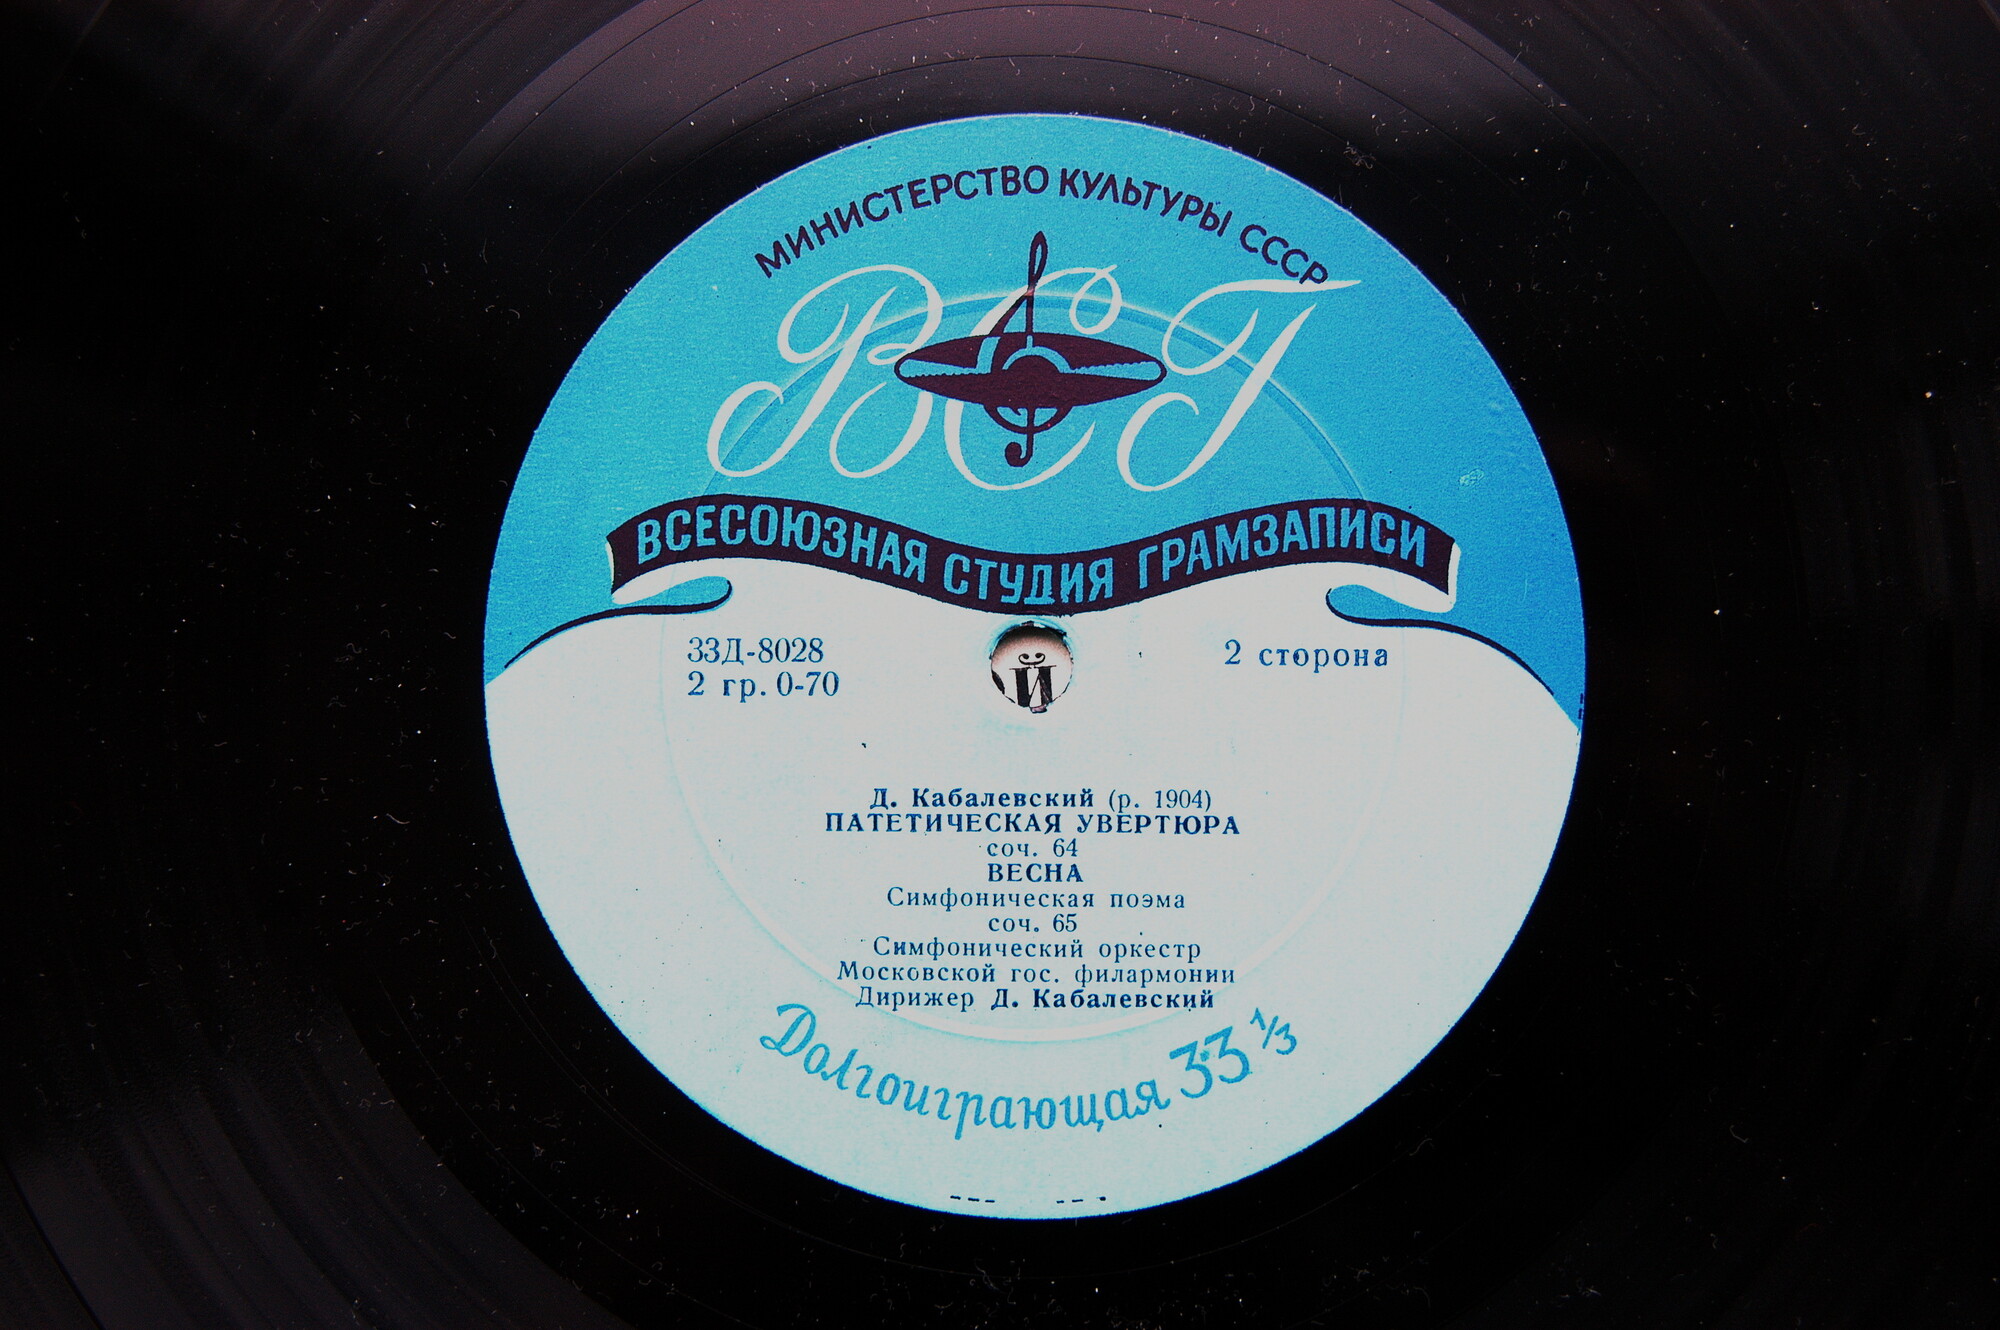 МИНИСТЕРСТВО КУЛЬТУРЫ СССР
ВСГ
ВСЕСОЮЗНАЯ СТУДИЯ ГРАМЗАПИСИ
33Д-8028
2 гр. 0-70
2 сторона
Й
Д. Кабалевский (р. 1904)
ПАТЕТИЧЕСКАЯ УВЕРТЮРА
соч. 64
ВЕСНА
Симфоническая поэма
соч. 65
Симфонический оркестр
Московской гос. филармонии
Дирижер Д. Кабалевский
Долгоиграющая 33 1/3